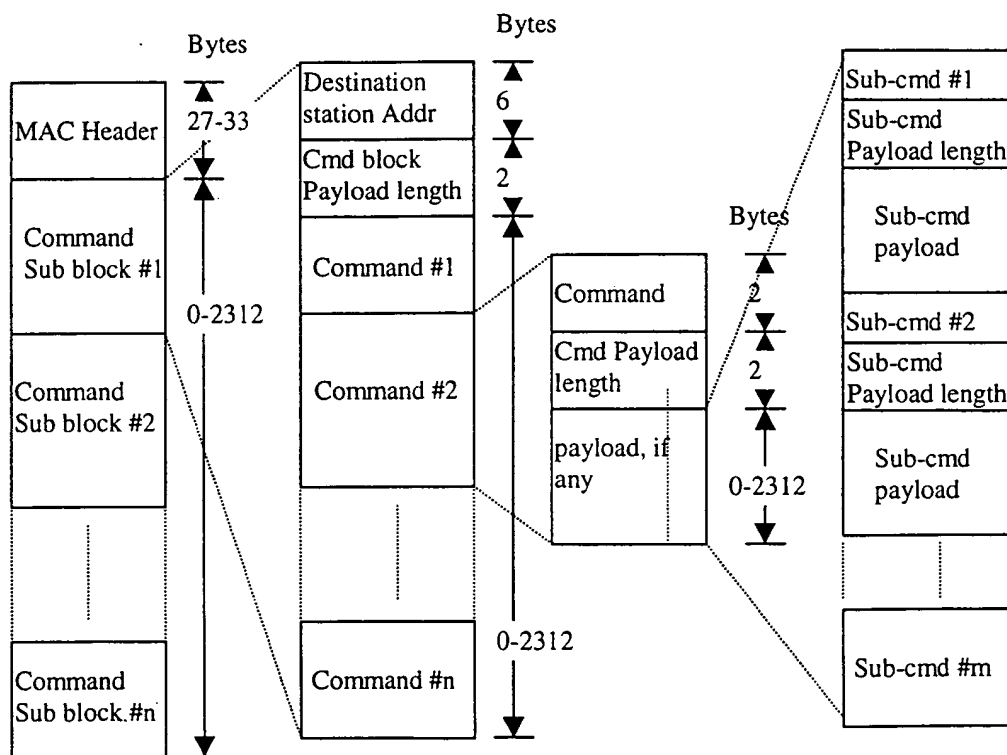 Bytes
MAC Header
27-33
Command
Sub block #1
0-2312
Command
Sub block #2
Command
Sub block.#n
Bytes
Destination
station Addr
6
Cmd block
Payload length
2
Command #1
Command #2
0-2312
Command #n
Bytes
Command
2
Cmd Payload
length
2
payload, if
any
0-2312
Sub-cmd #1
Sub-cmd
Payload length
Sub-cmd
payload
Sub-cmd #2
Sub-cmd
Payload length
Sub-cmd
payload
Sub-cmd #m